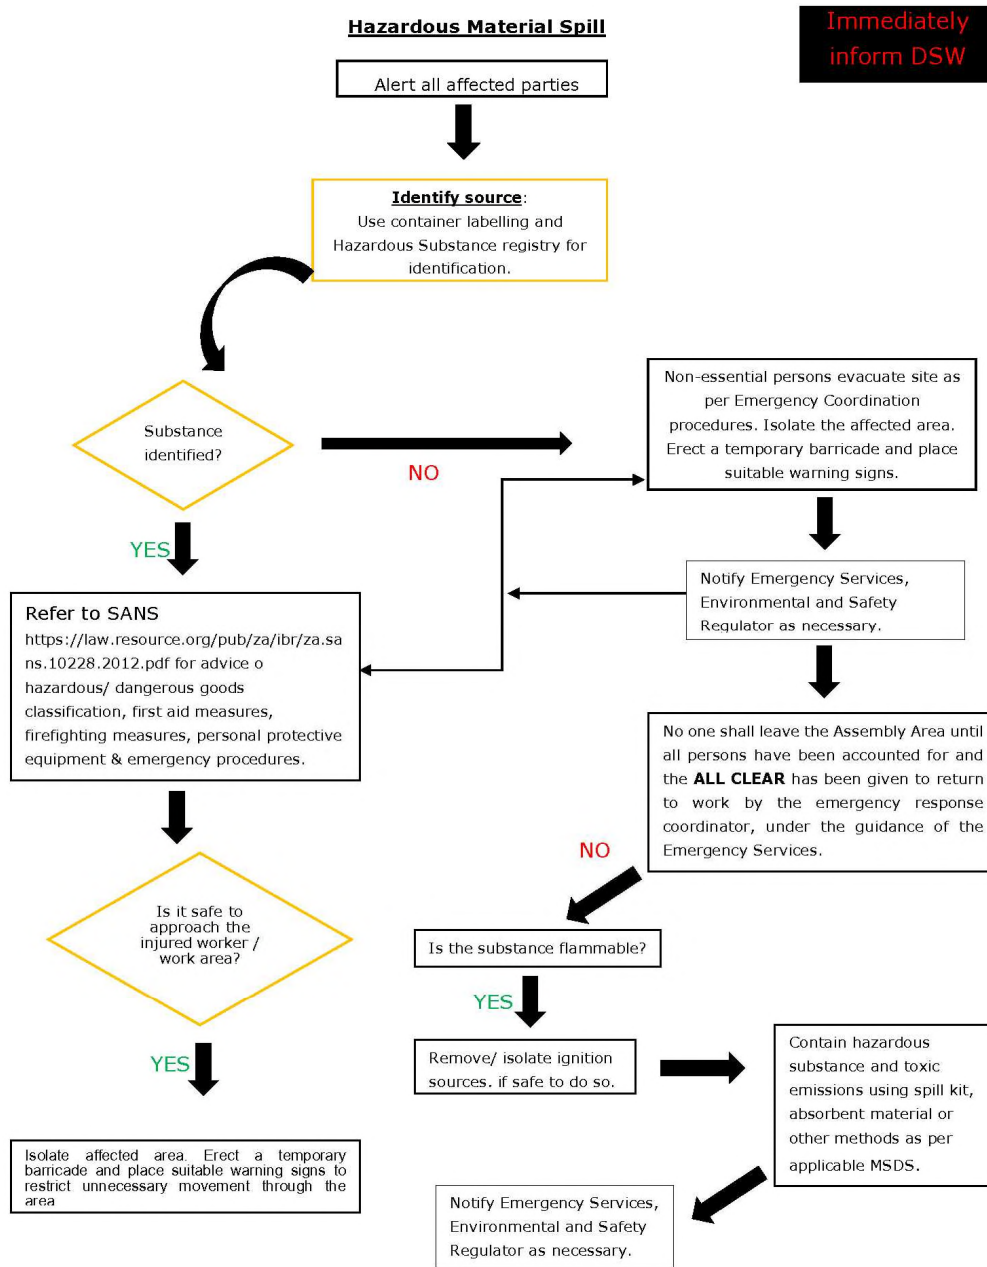 Hazardous Material Spill
Immediately
inform DSW
Alert all affected parties
Identify source:
Use container labelling and
Hazardous Substance registry for
identification.
Substance
identified?
NO
Non-essential persons evacuate site as
per Emergency Coordination
procedures. Isolate the affected area.
Erect a temporary barricade and place
suitable warning signs.
YES
Notify Emergency Services,
Environmental and Safety
Regulator as necessary.
Refer to SANS
https://law.resource.org/pub/za/ibr/za.sa
ns.10228.2012.pdf for advice o
hazardous/ dangerous goods
classification, first aid measures,
firefighting measures, personal protective
equipment & emergency procedures.
No one shall leave the Assembly Area until
all persons have been accounted for and
the ALL CLEAR has been given to return
to work by the emergency response
coordinator, under the guidance of the
Emergency Services.
NO
Is it safe to
approach the
injured worker /
work area?
Is the substance flammable?
YES
YES
Remove/ isolate ignition
sources. if safe to do so.
Contain hazardous
substance and toxic
emissions using spill kit,
absorbent material or
other methods as per
applicable MSDS.
Isolate affected area. Erect a temporary
barricade and place suitable warning signs to
restrict unnecessary movement through the
area
Notify Emergency Services,
Environmental and Safety
Regulator as necessary.